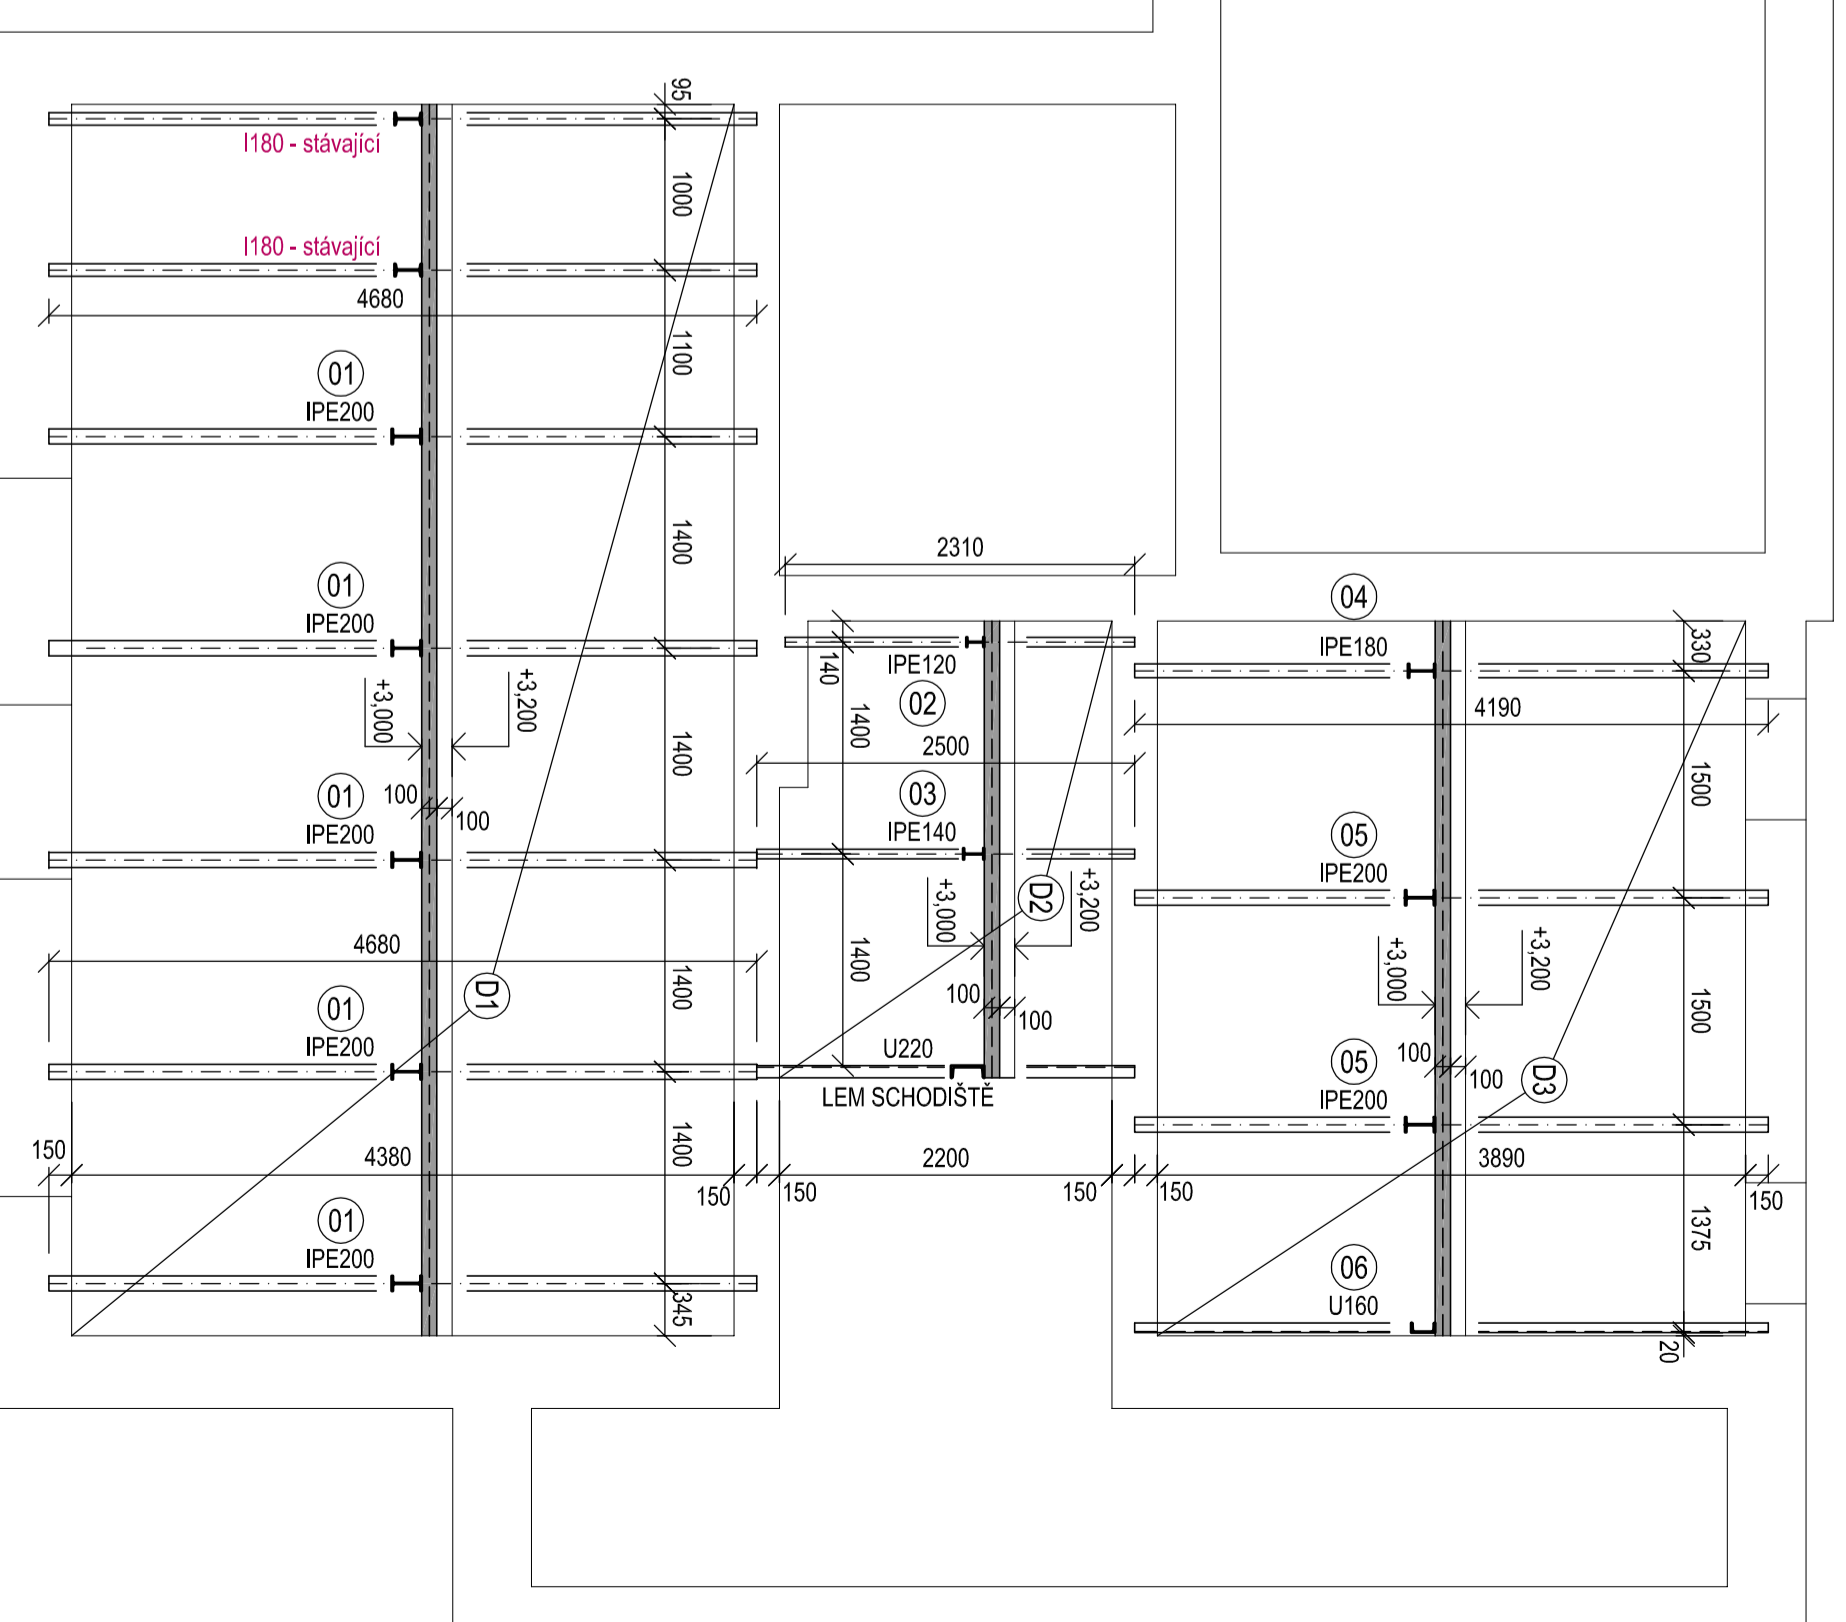 95
I180 - stávající
1000
I180 - stávající
4680
1100
01
IPE200
1400
01
IPE200
+3,000
+3,200
1400
01
IPE200
100
100
4680
D1
1400
01
IPE200
1400
150
4380
150
01
IPE200
345
2310
140
IPE120
02
1400
2500
03
IPE140
+3,000
D2
+3,200
1400
100
100
U220
LEM SCHODIŠTĚ
150
2200
150
04
IPE180
330
4190
1500
05
IPE200
+3,000
+3,200
1500
05
IPE200
100
100
D3
150
3890
150
1375
06
U160
20